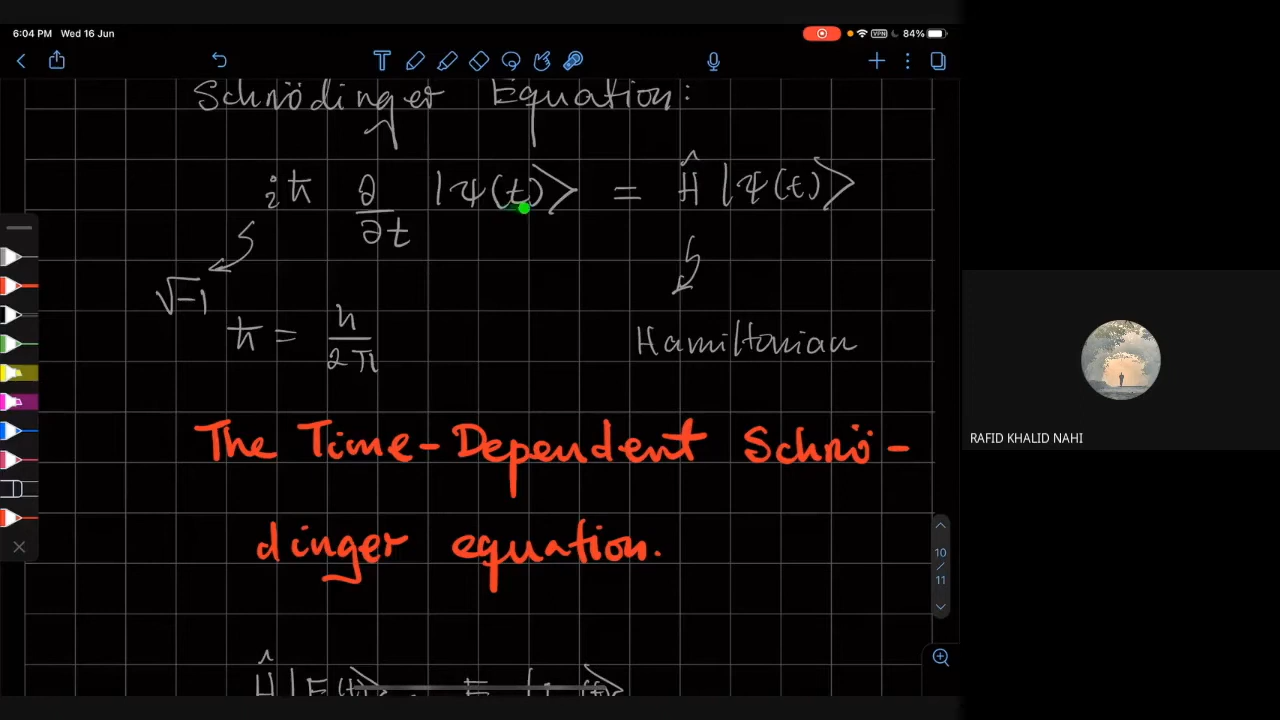 6:04 PM Wed 16 Jun
VPN 84%
Schrödinger Equation:
iħ ∂/∂t |Ψ(t)⟩ = Ĥ |Ψ(t)⟩
√-1
ħ = h/2π
Hamiltonian
The Time-Dependent Schrö-
dinger equation.
10
/
11
RAFID KHALID NAHI